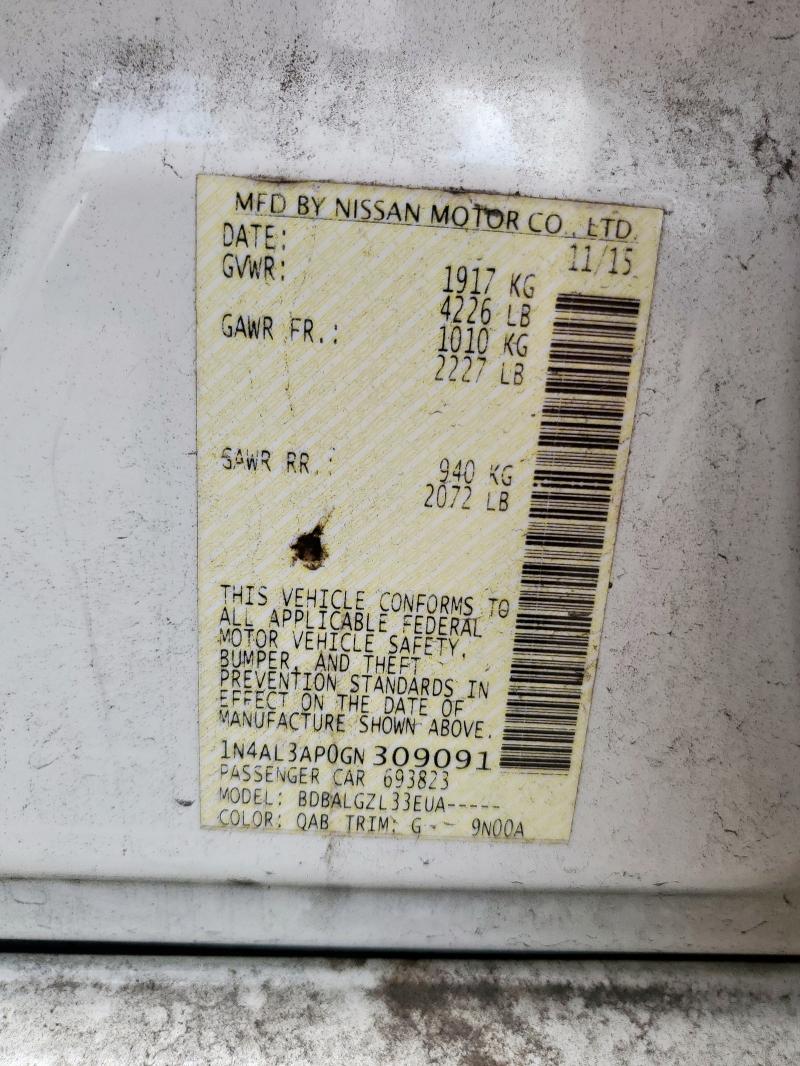 MFD BY NISSAN MOTOR CO., LTD.
DATE: 11/15
GVWR: 1917 KG
4226 LB
GAWR FR.: 1010 KG
2227 LB
GAWR RR.: 940 KG
2072 LB
THIS VEHICLE CONFORMS TO
ALL APPLICABLE FEDERAL
MOTOR VEHICLE SAFETY,
BUMPER, AND THEFT
PREVENTION STANDARDS IN
EFFECT ON THE DATE OF
MANUFACTURE SHOWN ABOVE.
1N4AL3AP0GN 309091
PASSENGER CAR 693823
MODEL: BDBALGZL33EUA-----
COLOR: QAB TRIM: G-- 9N00A